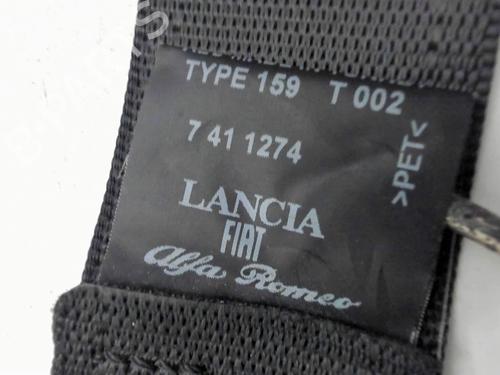 TYPE 159 T 002
7 41 1274
>PET<
LANCIA
FIAT
Alfa Romeo